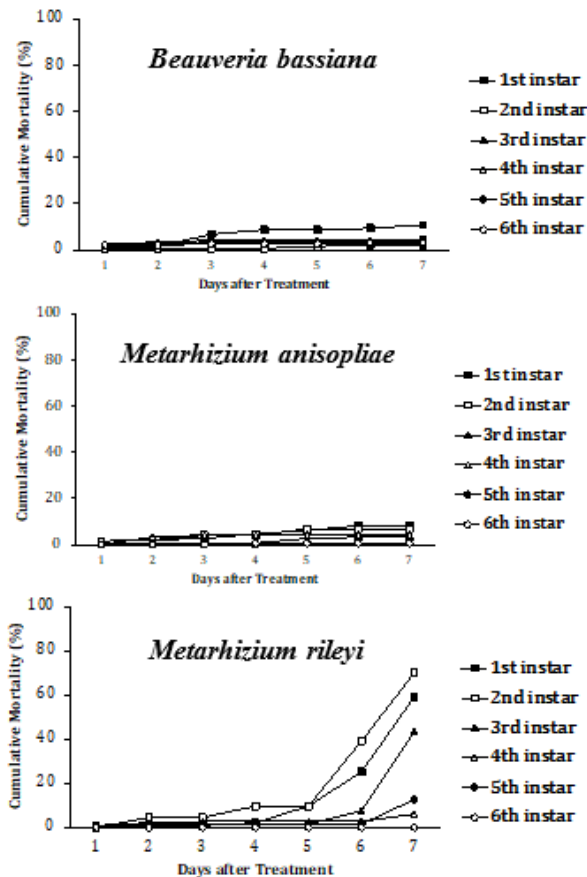 100
80
60
40
20
0
Cumulative Mortality (%)
Beauveria bassiana
1st instar
2nd instar
3rd instar
4th instar
5th instar
6th instar
1 2 3 4 5 6 7
Days after Treatment
100
80
60
40
20
0
Cumulative Mortality (%)
Metarhizium anisopliae
1st instar
2nd instar
3rd instar
4th instar
5th instar
6th instar
1 2 3 4 5 6 7
Days after Treatment
100
80
60
40
20
0
Cumulative Mortality (%)
Metarhizium rileyi
1st instar
2nd instar
3rd instar
4th instar
5th instar
6th instar
1 2 3 4 5 6 7
Days after Treatment